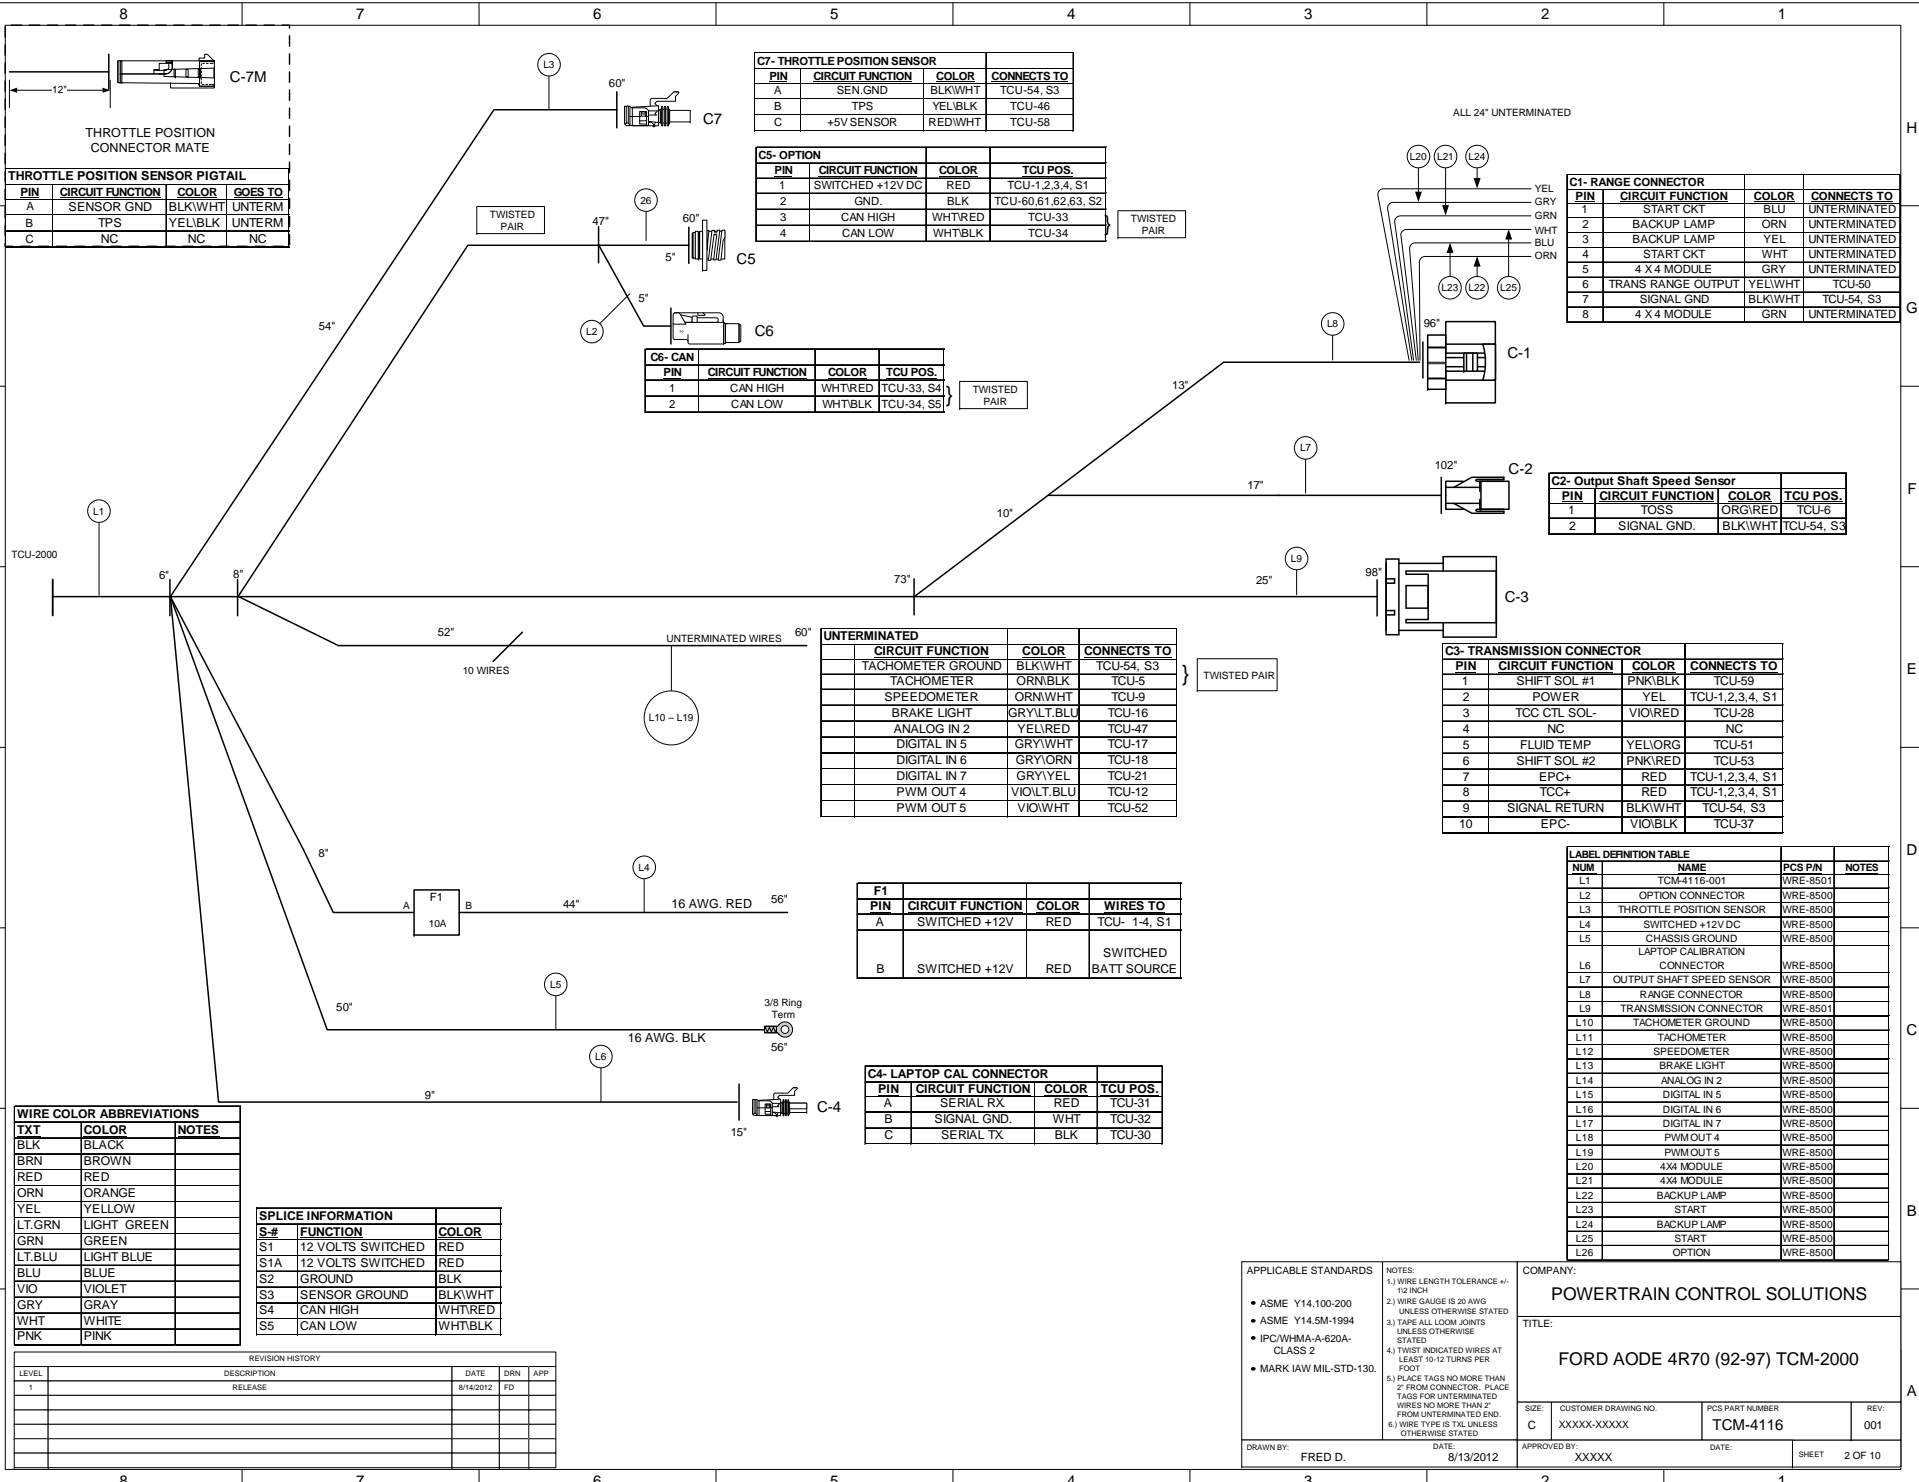 8 7 6 5 4 3 2 1
H
G
F
E
D
C
B
A
C-7M
12"
THROTTLE POSITION
CONNECTOR MATE
THROTTLE POSITION SENSOR PIGTAIL
PIN CIRCUIT FUNCTION COLOR GOES TO
A SENSOR GND BLK\WHT UNTERM
B TPS YEL\BLK UNTERM
C NC NC NC
L3
60"
C7
C7- THROTTLE POSITION SENSOR
PIN CIRCUIT FUNCTION COLOR CONNECTS TO
A SEN.GND BLK\WHT TCU-54, S3
B TPS YEL\BLK TCU-46
C +5V SENSOR RED\WHT TCU-58
C5- OPTION
PIN CIRCUIT FUNCTION COLOR TCU POS.
1 SWITCHED +12V DC RED TCU-1,2,3,4, S1
2 GND. BLK TCU-60,61,62,63, S2
3 CAN HIGH WHT\RED TCU-33
4 CAN LOW WHT\BLK TCU-34
TWISTED
PAIR
TWISTED
PAIR
47"
26
60"
5"
C5
5"
L2
C6
54"
C6- CAN
PIN CIRCUIT FUNCTION COLOR TCU POS.
1 CAN HIGH WHT\RED TCU-33, S4
2 CAN LOW WHT\BLK TCU-34, S5
TWISTED
PAIR
ALL 24" UNTERMINATED
L20 L21 L24
YEL
GRY
GRN
WHT
BLU
ORN
L23 L22 L25
C1- RANGE CONNECTOR
PIN CIRCUIT FUNCTION COLOR CONNECTS TO
1 START CKT BLU UNTERMINATED
2 BACKUP LAMP ORN UNTERMINATED
3 BACKUP LAMP YEL UNTERMINATED
4 START CKT WHT UNTERMINATED
5 4 X 4 MODULE GRY UNTERMINATED
6 TRANS RANGE OUTPUT YEL\WHT TCU-50
7 SIGNAL GND BLK\WHT TCU-54, S3
8 4 X 4 MODULE GRN UNTERMINATED
L8
96"
C-1
13"
L7
102"
C-2
17"
10"
C2- Output Shaft Speed Sensor
PIN CIRCUIT FUNCTION COLOR TCU POS.
1 TOSS ORG\RED TCU-6
2 SIGNAL GND. BLK\WHT TCU-54, S3
L1
TCU-2000
6"
8"
73"
L9
25"
98"
C-3
52"
10 WIRES
UNTERMINATED WIRES
60"
L10 – L19
UNTERMINATED
CIRCUIT FUNCTION COLOR CONNECTS TO
TACHOMETER GROUND BLK\WHT TCU-54, S3
TACHOMETER ORN\BLK TCU-5
SPEEDOMETER ORN\WHT TCU-9
BRAKE LIGHT GRY\LT.BLU TCU-16
ANALOG IN 2 YEL\RED TCU-47
DIGITAL IN 5 GRY\WHT TCU-17
DIGITAL IN 6 GRY\ORN TCU-18
DIGITAL IN 7 GRY\YEL TCU-21
PWM OUT 4 VIO\LT.BLU TCU-12
PWM OUT 5 VIO\WHT TCU-52
TWISTED PAIR
C3- TRANSMISSION CONNECTOR
PIN CIRCUIT FUNCTION COLOR CONNECTS TO
1 SHIFT SOL #1 PNK\BLK TCU-59
2 POWER YEL TCU-1,2,3,4, S1
3 TCC CTL SOL- VIO\RED TCU-28
4 NC NC
5 FLUID TEMP YEL\ORG TCU-51
6 SHIFT SOL #2 PNK\RED TCU-53
7 EPC+ RED TCU-1,2,3,4, S1
8 TCC+ RED TCU-1,2,3,4, S1
9 SIGNAL RETURN BLK\WHT TCU-54, S3
10 EPC- VIO\BLK TCU-37
8"
A
F1
10A
B
44"
L4
16 AWG. RED
56"
F1
PIN CIRCUIT FUNCTION COLOR WIRES TO
A SWITCHED +12V RED TCU- 1-4, S1
B SWITCHED +12V RED SWITCHED
BATT SOURCE
50"
L5
16 AWG. BLK
3/8 Ring
Term
56"
L6
9"
15"
C-4
C4- LAPTOP CAL CONNECTOR
PIN CIRCUIT FUNCTION COLOR TCU POS.
A SERIAL RX RED TCU-31
B SIGNAL GND. WHT TCU-32
C SERIAL TX BLK TCU-30
LABEL DEFINITION TABLE
NUM NAME PCS P/N NOTES
L1 TCM-4116-001 WRE-8501
L2 OPTION CONNECTOR WRE-8500
L3 THROTTLE POSITION SENSOR WRE-8500
L4 SWITCHED +12V DC WRE-8500
L5 CHASSIS GROUND WRE-8500
LAPTOP CALIBRATION
L6 CONNECTOR WRE-8500
L7 OUTPUT SHAFT SPEED SENSOR WRE-8500
L8 RANGE CONNECTOR WRE-8500
L9 TRANSMISSION CONNECTOR WRE-8501
L10 TACHOMETER GROUND WRE-8500
L11 TACHOMETER WRE-8500
L12 SPEEDOMETER WRE-8500
L13 BRAKE LIGHT WRE-8500
L14 ANALOG IN 2 WRE-8500
L15 DIGITAL IN 5 WRE-8500
L16 DIGITAL IN 6 WRE-8500
L17 DIGITAL IN 7 WRE-8500
L18 PWM OUT 4 WRE-8500
L19 PWM OUT 5 WRE-8500
L20 4X4 MODULE WRE-8500
L21 4X4 MODULE WRE-8500
L22 BACKUP LAMP WRE-8500
L23 START WRE-8500
L24 BACKUP LAMP WRE-8500
L25 START WRE-8500
L26 OPTION WRE-8500
WIRE COLOR ABBREVIATIONS
TXT COLOR NOTES
BLK BLACK
BRN BROWN
RED RED
ORN ORANGE
YEL YELLOW
LT.GRN LIGHT GREEN
GRN GREEN
LT.BLU LIGHT BLUE
BLU BLUE
VIO VIOLET
GRY GRAY
WHT WHITE
PNK PINK
SPLICE INFORMATION
S-# FUNCTION COLOR
S1 12 VOLTS SWITCHED RED
S1A 12 VOLTS SWITCHED RED
S2 GROUND BLK
S3 SENSOR GROUND BLK\WHT
S4 CAN HIGH WHT\RED
S5 CAN LOW WHT\BLK
REVISION HISTORY
LEVEL DESCRIPTION DATE DRN APP
1 RELEASE 8/14/2012 FD
APPLICABLE STANDARDS
• ASME Y14.100-200
• ASME Y14.5M-1994
• IPC/WHMA-A-620A-
CLASS 2
• MARK IAW MIL-STD-130.
NOTES:
1.) WIRE LENGTH TOLERANCE +/-
1\2 INCH
2.) WIRE GAUGE IS 20 AWG
UNLESS OTHERWISE STATED
3.) TAPE ALL LOOM JOINTS
UNLESS OTHERWISE
STATED
4.) TWIST INDICATED WIRES AT
LEAST 10-12 TURNS PER
FOOT
5.) PLACE TAGS NO MORE THAN
2" FROM CONNECTOR. PLACE
TAGS FOR UNTERMINATED
WIRES NO MORE THAN 2"
FROM UNTERMINATED END.
6.) WIRE TYPE IS TXL UNLESS
OTHERWISE STATED
COMPANY:
POWERTRAIN CONTROL SOLUTIONS
TITLE:
FORD AODE 4R70 (92-97) TCM-2000
SIZE: C
CUSTOMER DRAWING NO. XXXXX-XXXXX
PCS PART NUMBER TCM-4116
REV: 001
DRAWN BY: FRED D.
DATE: 8/13/2012
APPROVED BY: XXXXX
DATE:
SHEET 2 OF 10
8 7 6 5 4 3 2 1